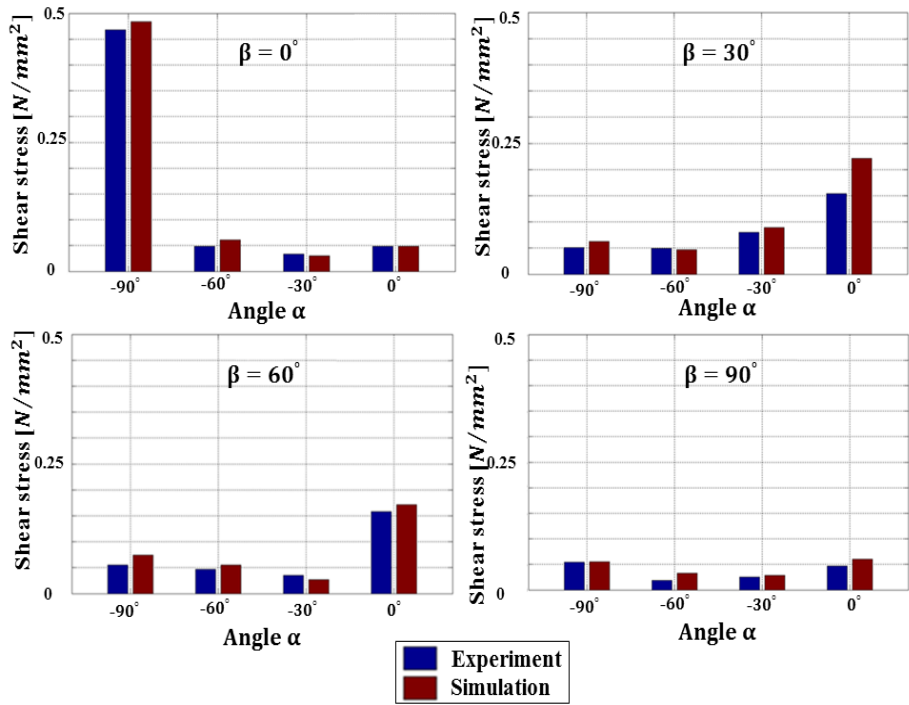 0.5
β = 0°
Shear stress [N/mm²]
0.25
0
-90° -60° -30° 0°
Angle α
0.5
β = 30°
Shear stress [N/mm²]
0.25
0
-90° -60° -30° 0°
Angle α
0.5
β = 60°
Shear stress [N/mm²]
0.25
0
-90° -60° -30° 0°
Angle α
0.5
β = 90°
Shear stress [N/mm²]
0.25
0
-90° -60° -30° 0°
Angle α
Experiment
Simulation